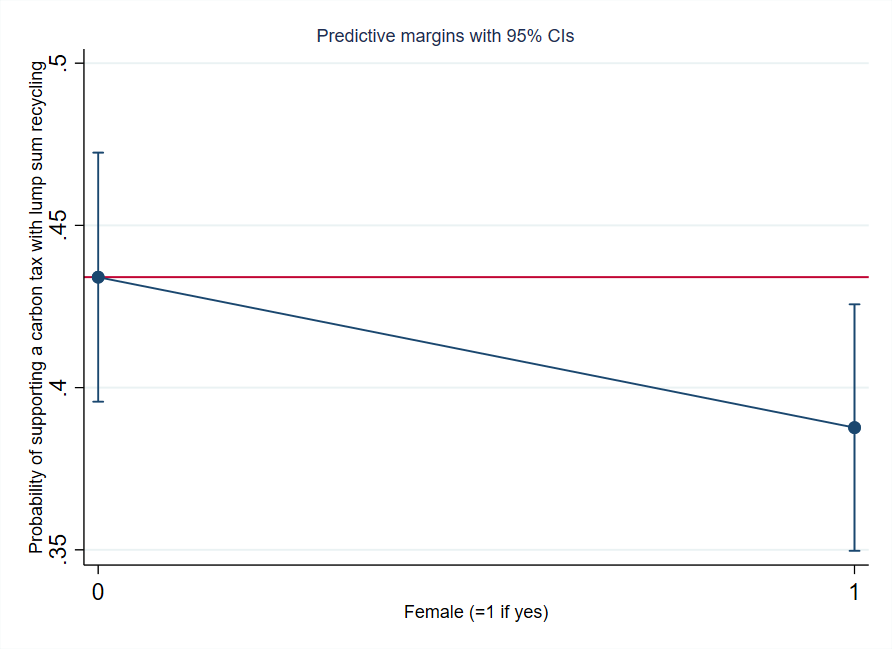 Predictive margins with 95% CIs
Probability of supporting a carbon tax with lump sum recycling
.5
.45
.4
.35
0
1
Female (=1 if yes)